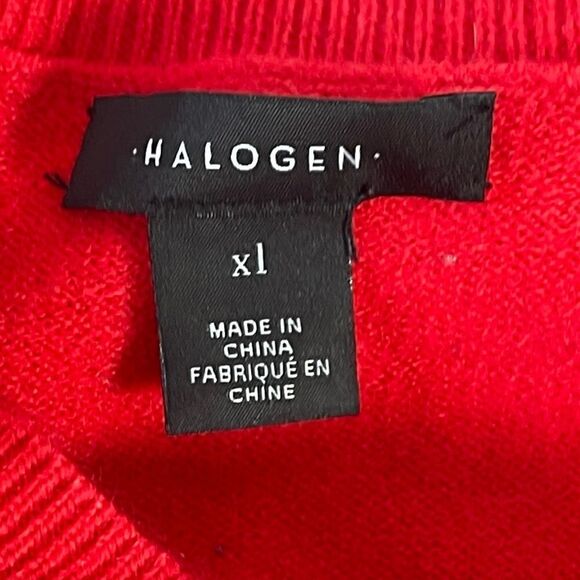 ·HALOGEN·
xl
MADE IN
CHINA
FABRIQUÉ EN
CHINE